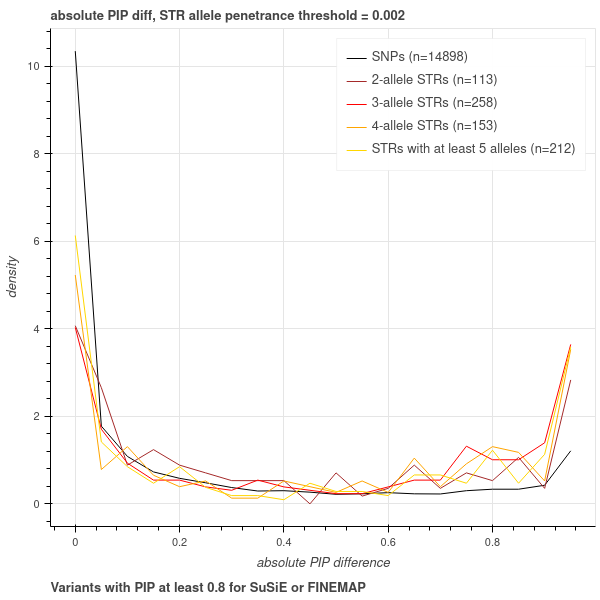 absolute PIP diff, STR allele penetrance threshold = 0.002
SNPs (n=14898)
2-allele STRs (n=113)
3-allele STRs (n=258)
4-allele STRs (n=153)
STRs with at least 5 alleles (n=212)
density
10
8
6
4
2
0
0 0.2 0.4 0.6 0.8
absolute PIP difference
Variants with PIP at least 0.8 for SuSiE or FINEMAP